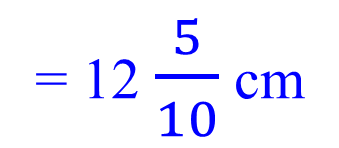 = 12 5/10 cm